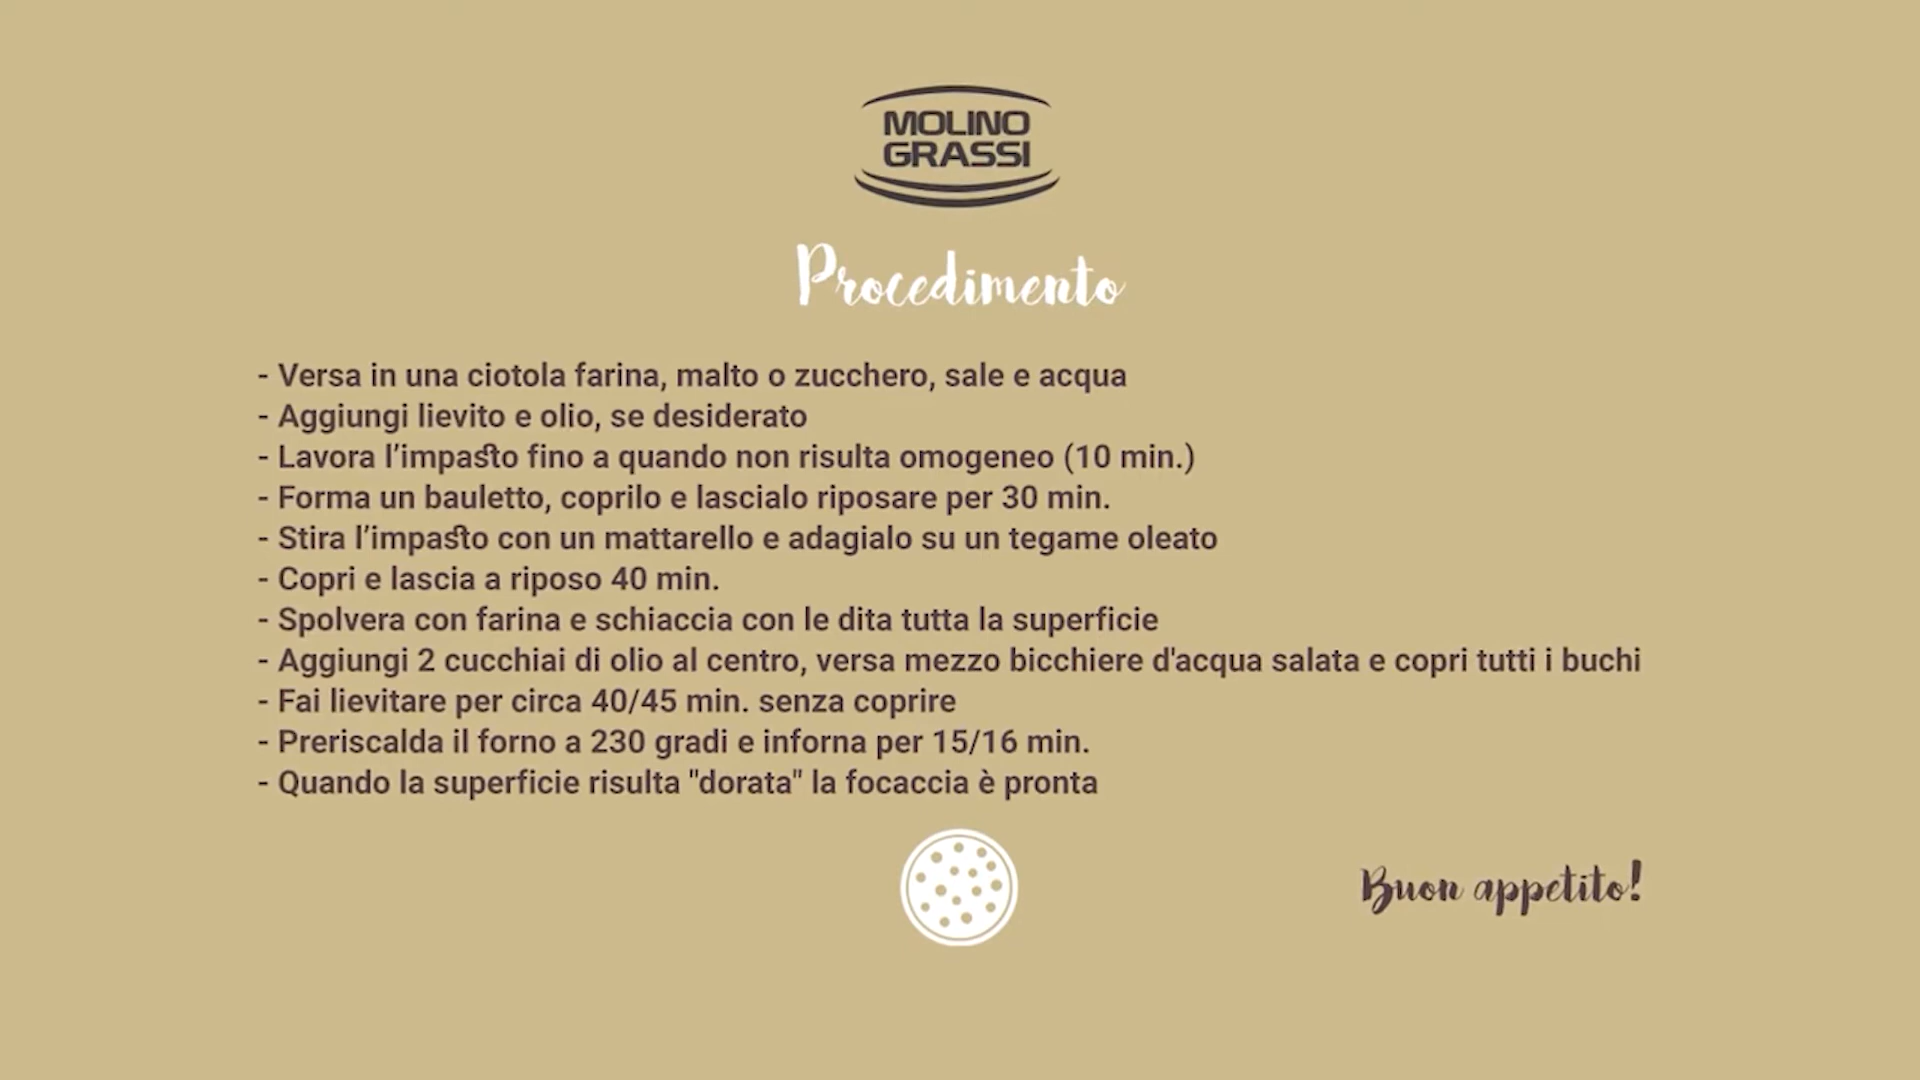 MOLINO
GRASSI
Procedimento
- Versa in una ciotola farina, malto o zucchero, sale e acqua
- Aggiungi lievito e olio, se desiderato
- Lavora l’impasto fino a quando non risulta omogeneo (10 min.)
- Forma un bauletto, coprilo e lascialo riposare per 30 min.
- Stira l’impasto con un mattarello e adagialo su un tegame oleato
- Copri e lascia a riposo 40 min.
- Spolvera con farina e schiaccia con le dita tutta la superficie
- Aggiungi 2 cucchiai di olio al centro, versa mezzo bicchiere d'acqua salata e copri tutti i buchi
- Fai lievitare per circa 40/45 min. senza coprire
- Preriscalda il forno a 230 gradi e inforna per 15/16 min.
- Quando la superficie risulta "dorata" la focaccia è pronta
Buon appetito!